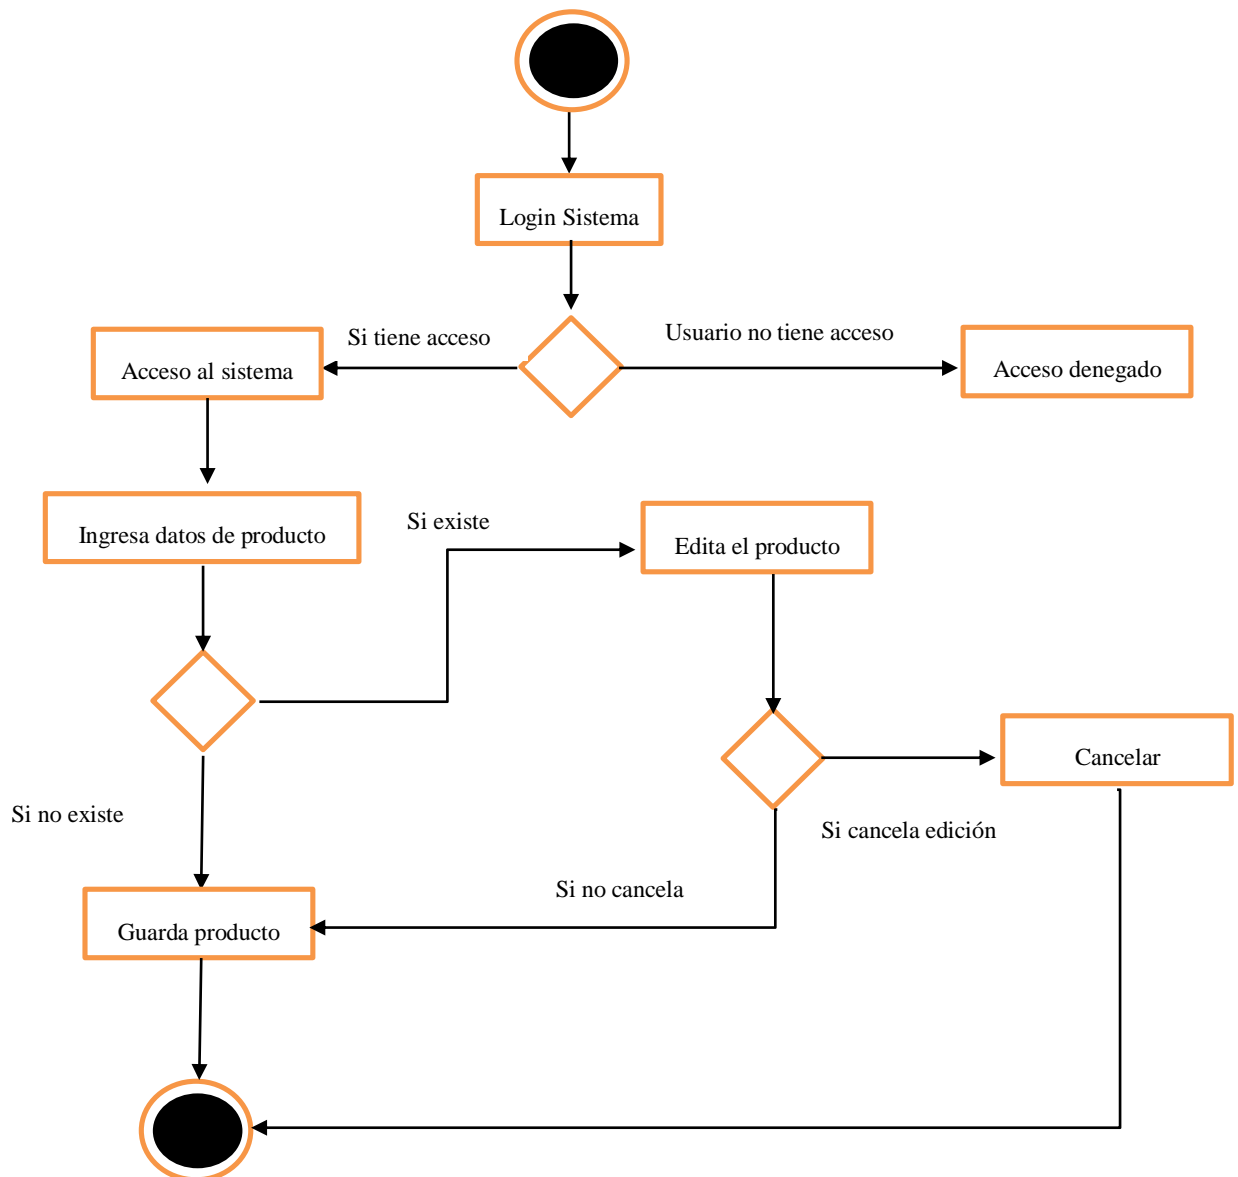 Login Sistema
Si tiene acceso
Usuario no tiene acceso
Acceso al sistema
Acceso denegado
Ingresa datos de producto
Si existe
Edita el producto
Cancelar
Si no existe
Si cancela edición
Si no cancela
Guarda producto